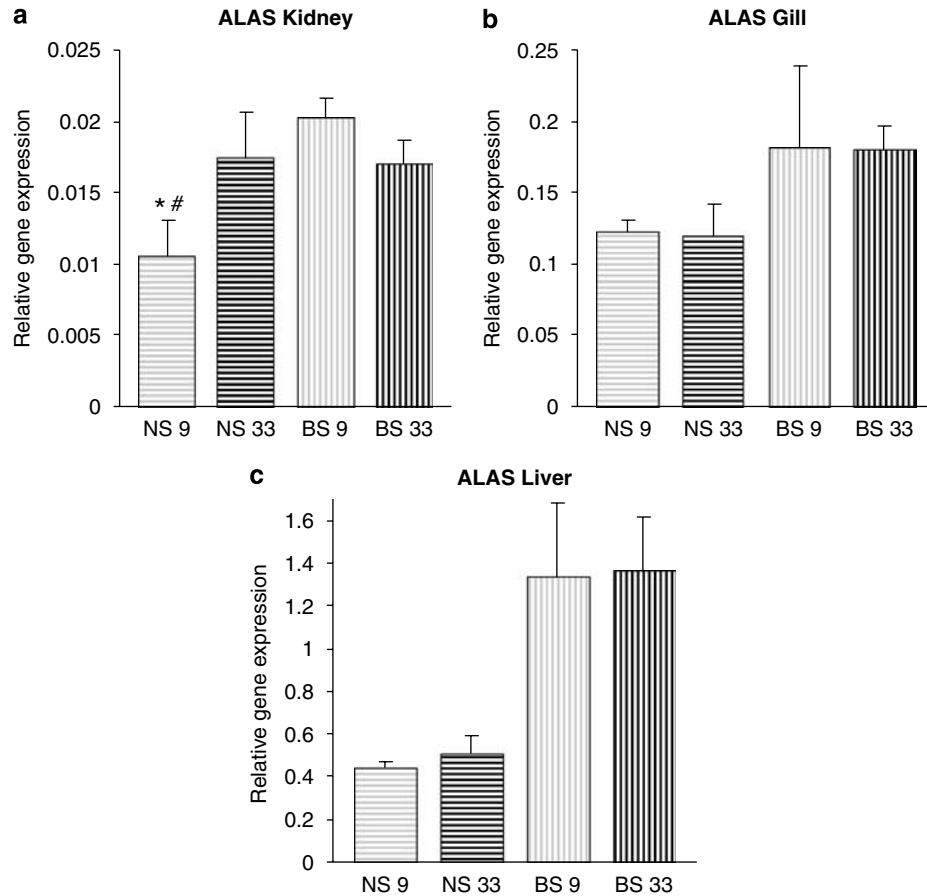 a
ALAS Kidney
Relative gene expression
0.025
0.02
0.015
0.01
0.005
0
* #
NS 9 NS 33 BS 9 BS 33
b
ALAS Gill
Relative gene expression
0.25
0.2
0.15
0.1
0.05
0
NS 9 NS 33 BS 9 BS 33
c
ALAS Liver
Relative gene expression
1.6
1.4
1.2
1
0.8
0.6
0.4
0.2
0
NS 9 NS 33 BS 9 BS 33